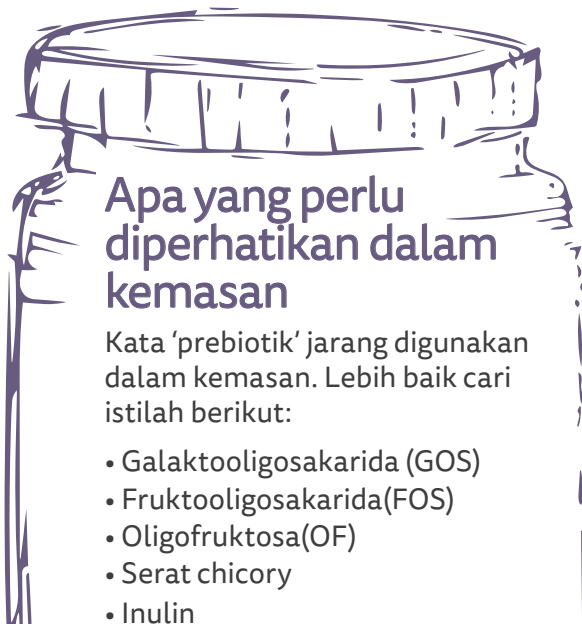 Apa yang perlu
diperhatikan dalam
kemasan
Kata ‘prebiotik’ jarang digunakan
dalam kemasan. Lebih baik cari
istilah berikut:
• Galaktooligosakarida (GOS)
• Fruktooligosakarida(FOS)
• Oligofruktosa(OF)
• Serat chicory
• Inulin